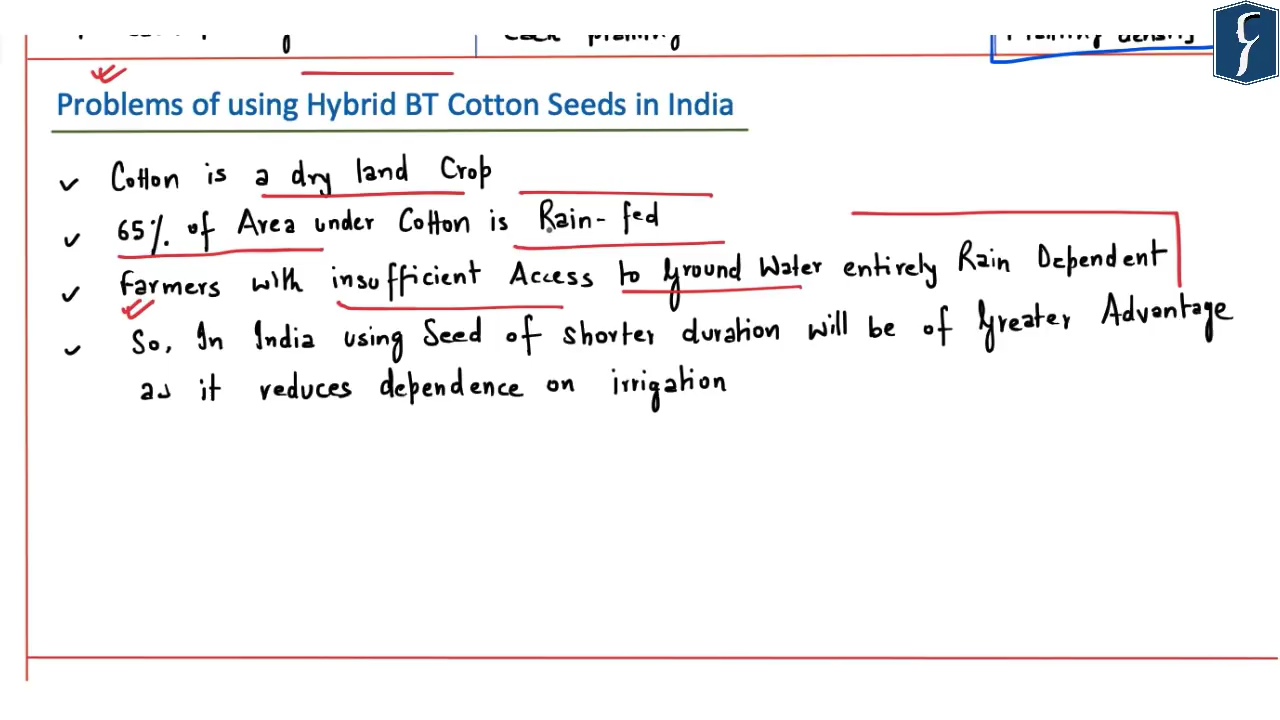 Problems of using Hybrid BT Cotton Seeds in India
Cotton is a dry land Crop
65% of Area under Cotton is Rain-fed
Farmers with insufficient Access to Ground Water entirely Rain Dependent
So, In India using Seed of shorter duration will be of Greater Advantage
as it reduces dependence on irrigation